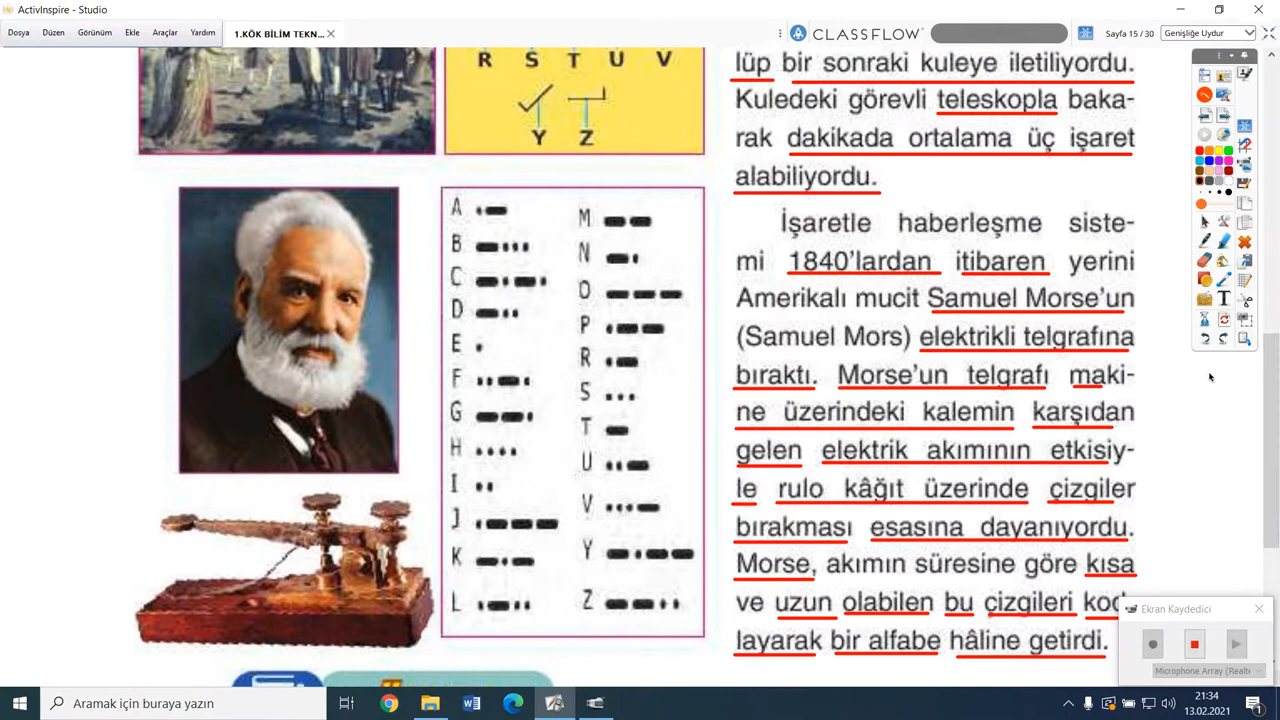 ActivInspire - Studio
Dosya Düzen Görünüm Ekle Araçlar Yardım 1.KÖK BİLİM TEKN...
CLASSFLOW Sayfa 15 / 30 Genişliğe Uydur
R S T U V
Y Z
A
B
C
D
E
F
G
H
I
J
K
L
M
N
O
P
R
S
T
U
V
Y
Z
lüp bir sonraki kuleye iletiliyordu.
Kuledeki görevli teleskopla baka-
rak dakikada ortalama üç işaret
alabiliyordu.
İşaretle haberleşme siste-
mi 1840’lardan itibaren yerini
Amerikalı mucit Samuel Morse’un
(Samuel Mors) elektrikli telgrafına
bıraktı. Morse’un telgrafı maki-
ne üzerindeki kalemin karşıdan
gelen elektrik akımının etkisiy-
le rulo kâğıt üzerinde çizgiler
bırakması esasına dayanıyordu.
Morse, akımın süresine göre kısa
ve uzun olabilen bu çizgileri kod-
layarak bir alfabe hâline getirdi.
Ekran Kaydedici
Microphone Array (Realt
Aramak için buraya yazın
21:34
13.02.2021